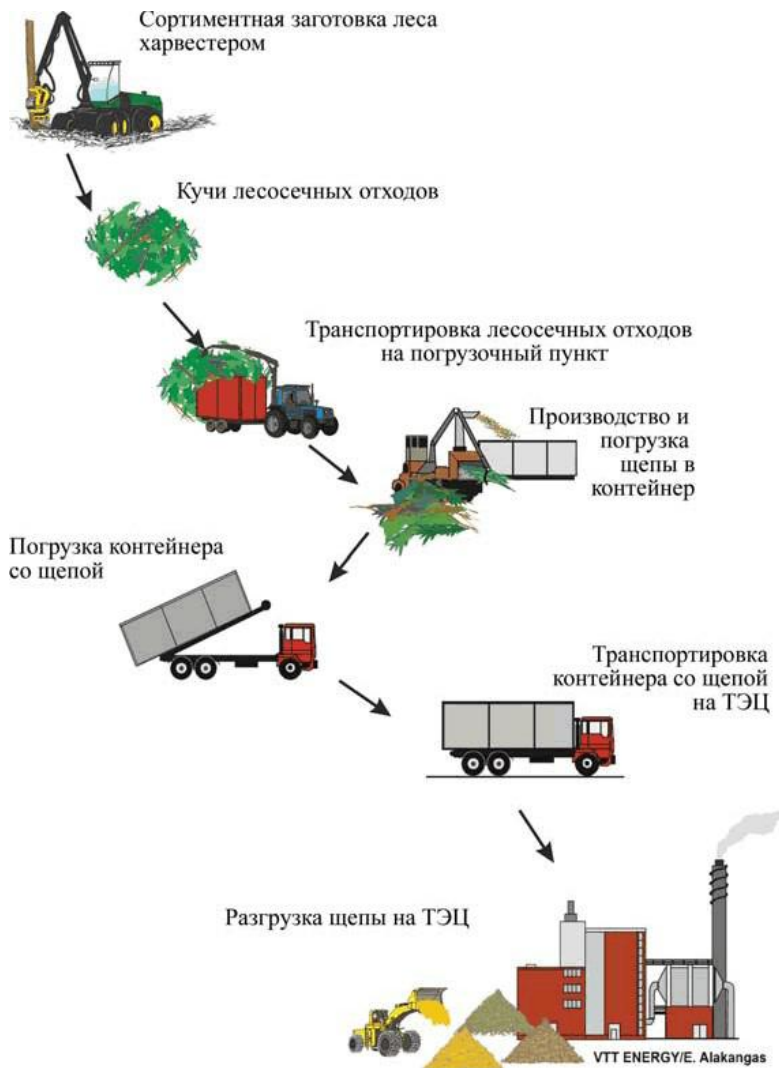 Сортиментная заготовка леса
харвестером
Кучи лесосечных отходов
Транспортировка лесосечных отходов
на погрузочный пункт
Производство и
погрузка
щепы в
контейнер
Погрузка контейнера
со щепой
Транспортировка
контейнера со щепой
на ТЭЦ
Разгрузка щепы на ТЭЦ
VTT ENERGY/E. Alakangas